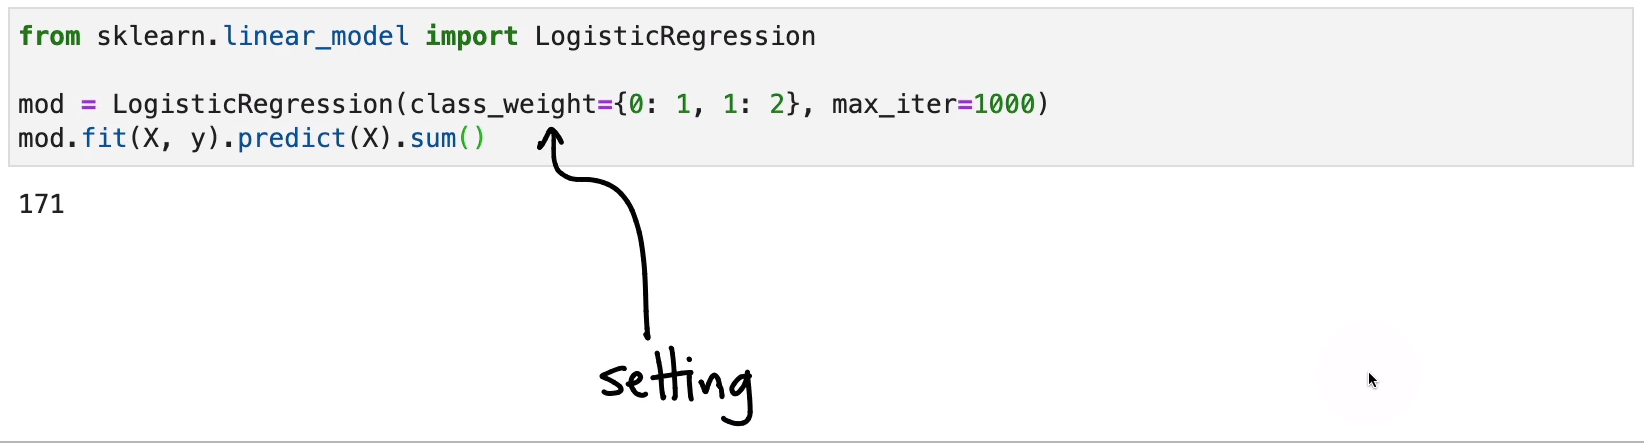 from sklearn.linear_model import LogisticRegression
mod = LogisticRegression(class_weight={0: 1, 1: 2}, max_iter=1000)
mod.fit(X, y).predict(X).sum()
171
setting